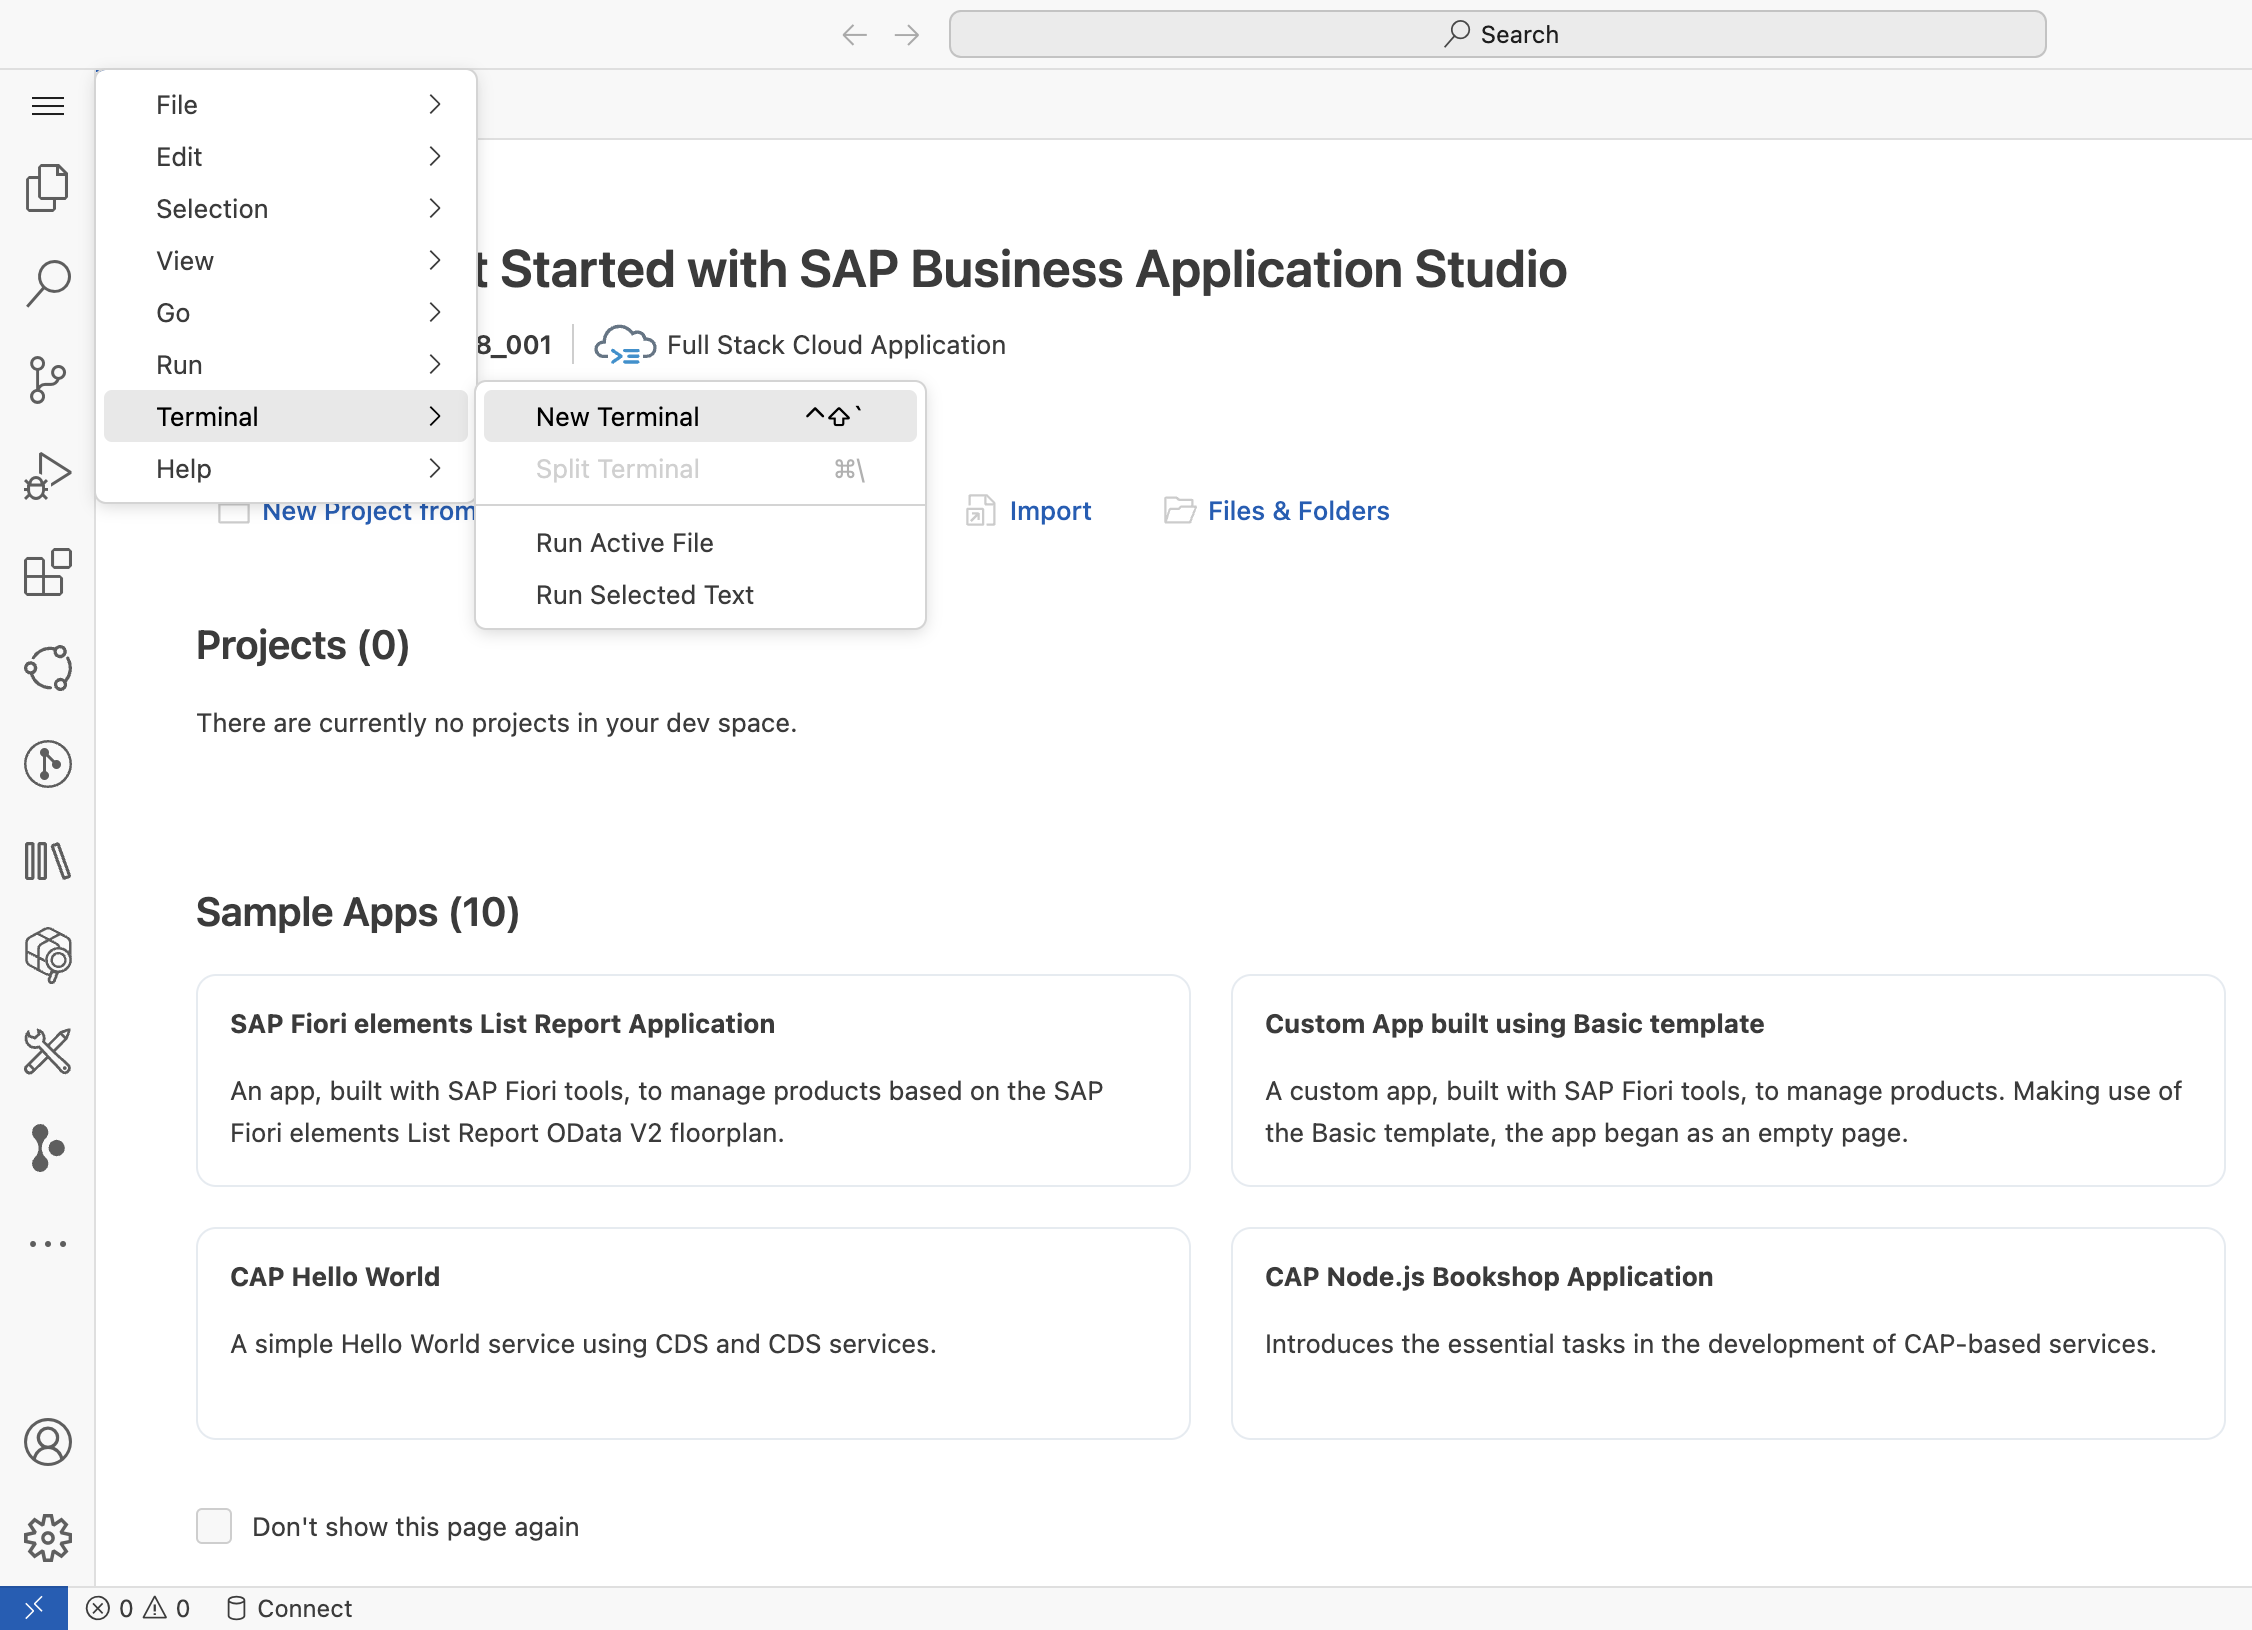 Search
File
Edit
Selection
View
Go
Run
Terminal
Help
New Terminal ^⇧`
Split Terminal ⌘\
Run Active File
Run Selected Text
t Started with SAP Business Application Studio
8_001 Full Stack Cloud Application
New Project from Import Files & Folders
Projects (0)
There are currently no projects in your dev space.
Sample Apps (10)
SAP Fiori elements List Report Application
An app, built with SAP Fiori tools, to manage products based on the SAP
Fiori elements List Report OData V2 floorplan.
Custom App built using Basic template
A custom app, built with SAP Fiori tools, to manage products. Making use of
the Basic template, the app began as an empty page.
CAP Hello World
A simple Hello World service using CDS and CDS services.
CAP Node.js Bookshop Application
Introduces the essential tasks in the development of CAP-based services.
Don't show this page again
0 0 Connect